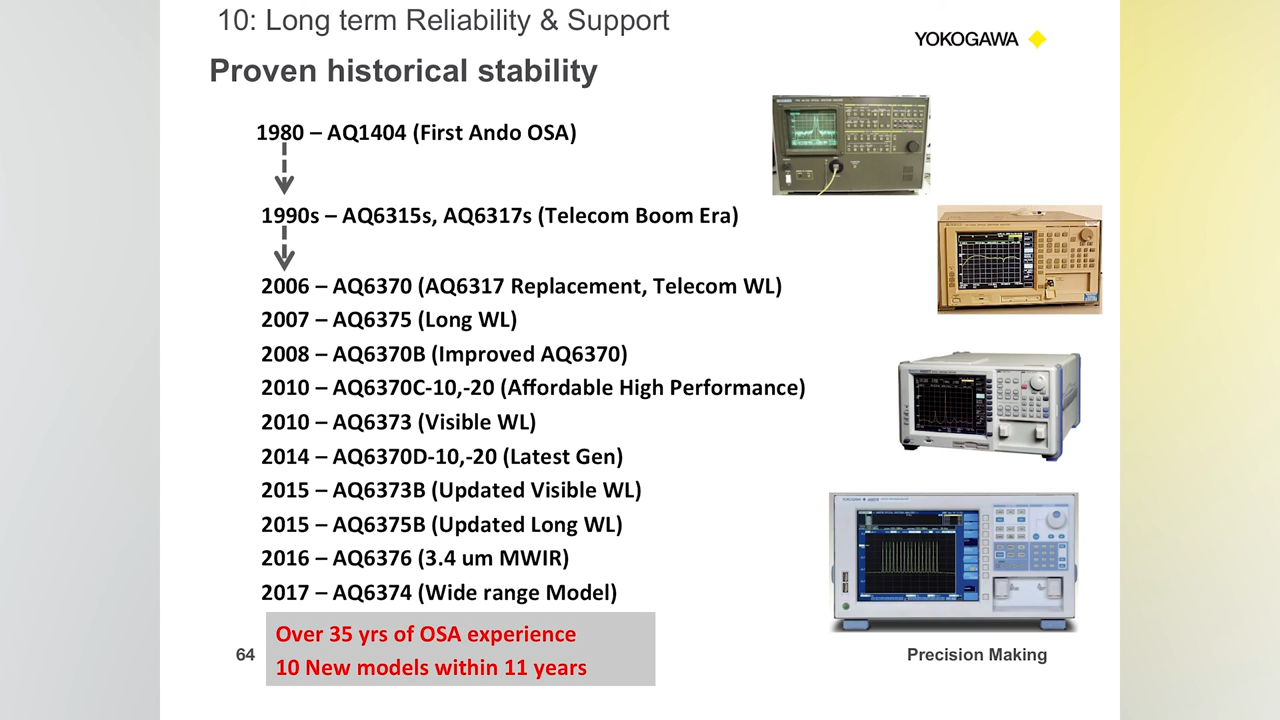 10: Long term Reliability & Support
YOKOGAWA
Proven historical stability
1980 – AQ1404 (First Ando OSA)
1990s – AQ6315s, AQ6317s (Telecom Boom Era)
2006 – AQ6370 (AQ6317 Replacement, Telecom WL)
2007 – AQ6375 (Long WL)
2008 – AQ6370B (Improved AQ6370)
2010 – AQ6370C-10,-20 (Affordable High Performance)
2010 – AQ6373 (Visible WL)
2014 – AQ6370D-10,-20 (Latest Gen)
2015 – AQ6373B (Updated Visible WL)
2015 – AQ6375B (Updated Long WL)
2016 – AQ6376 (3.4 um MWIR)
2017 – AQ6374 (Wide range Model)
Over 35 yrs of OSA experience
10 New models within 11 years
64
Precision Making
YOKOGAWA